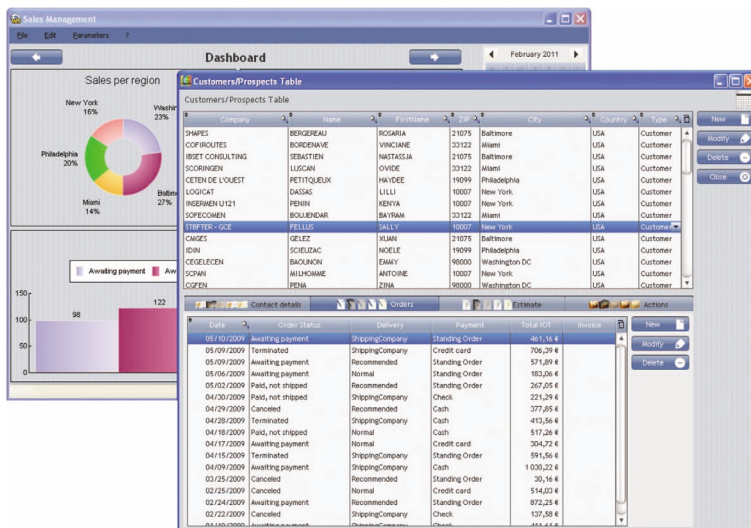 Sales Management
File Edit Parameters ?
Dashboard
February 2011
Sales per region
New York
16%
23%
Philadelphia
20%
Miami
14%
27%
Awaiting payment
150
100
50
0
98
122
Customers/Prospects Table
Customers/Prospects Table
Company Name FirstName ZIP City Country Type
SHAPES BERGEREAU ROSARIA 21075 Baltimore USA Customer
COFIROUTES BORDENAVE VINCIANE 33122 Miami USA Customer
IBSET CONSULTING SEBASTIEN NASTASSJA 21075 Baltimore USA Customer
SCORINGEN LUSCAN OVIDE 33122 Miami USA Customer
CETEN DE L'OUEST PETITQUEUX HAYDEE 19099 Philadelphia USA Customer
LOGICAT DASSAS LILLI 10007 New York USA Customer
INSERMEN U121 PENIN KENYA 10007 New York USA Customer
SOFECOMEN BOUJENDAR BAYRAM 33122 Miami USA Customer
STBFTER - GCE FELLUS SALLY 10007 New York USA Customer
CMGES GELEZ XUAN 21075 Baltimore USA Customer
IDIN SCIEUZAC NOELE 19099 Philadelphia USA Customer
CEGELECEN BAOUNON EMMY 98000 Washington DC USA Customer
SCPAN MILHOMME ANTOINE 10007 New York USA Customer
CGFEN PENA ZINA 98000 Washington DC USA Customer
New
Modify
Delete
Close
Contact details Orders Estimate Actions
Date Order Status Delivery Payment Total IOT Invoice
05/10/2009 Awaiting payment ShippingCompany Standing Order 461,16 €
05/09/2009 Terminated ShippingCompany Credit card 706,39 €
05/09/2009 Awaiting payment Recommended Standing Order 571,89 €
05/06/2009 Awaiting payment Normal Standing Order 183,06 €
05/02/2009 Paid, not shipped Recommended Standing Order 267,05 €
04/30/2009 Paid, not shipped ShippingCompany Check 221,29 €
04/29/2009 Canceled Recommended Cash 377,85 €
04/28/2009 Terminated ShippingCompany Cash 413,56 €
04/18/2009 Paid, not shipped Normal Cash 517,26 €
04/17/2009 Awaiting payment Normal Credit card 304,72 €
04/15/2009 Terminated ShippingCompany Standing Order 591,56 €
04/09/2009 Awaiting payment ShippingCompany Cash 1 030,22 €
03/25/2009 Canceled Recommended Standing Order 30,16 €
02/25/2009 Canceled Normal Credit card 514,03 €
02/24/2009 Awaiting payment Recommended Standing Order 872,25 €
02/22/2009 Canceled ShippingCompany Check 137,58 €
New
Modify
Delete